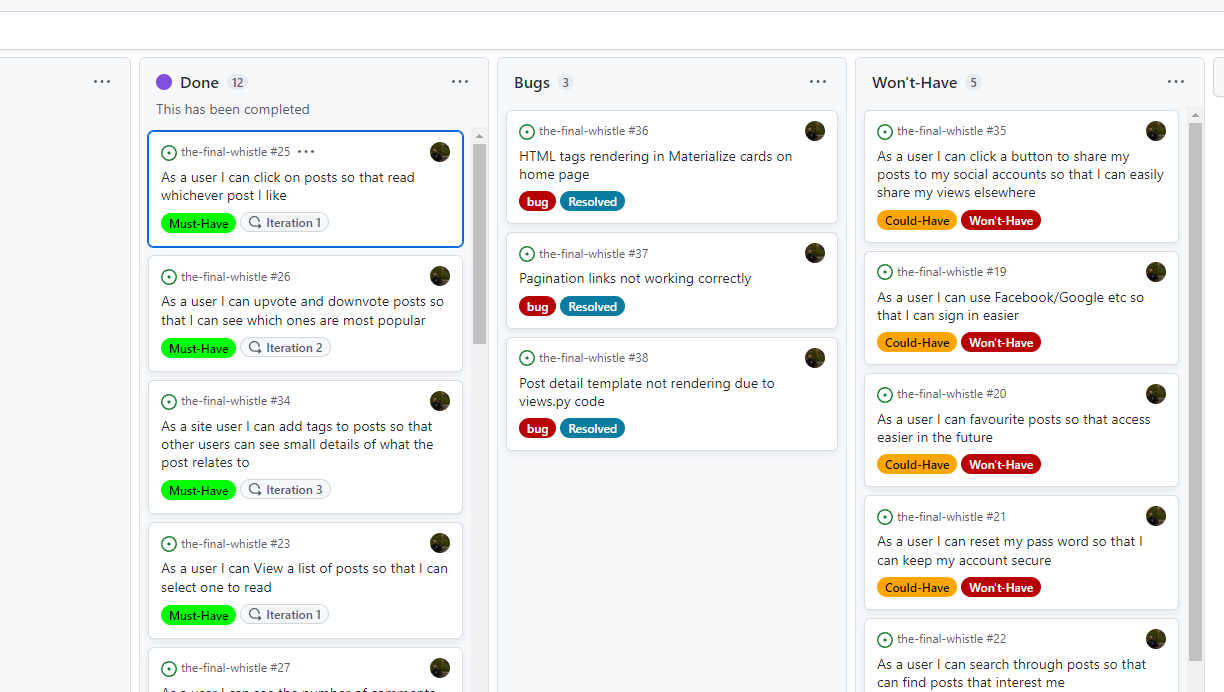 Done 12
This has been completed
the-final-whistle #25
As a user I can click on posts so that read
whichever post I like
Must-Have Iteration 1
the-final-whistle #26
As a user I can upvote and downvote posts so
that I can see which ones are most popular
Must-Have Iteration 2
the-final-whistle #34
As a site user I can add tags to posts so that
other users can see small details of what the
post relates to
Must-Have Iteration 3
the-final-whistle #23
As a user I can View a list of posts so that I can
select one to read
Must-Have Iteration 1
the-final-whistle #27
As a user I can see the number of comments
Bugs 3
the-final-whistle #36
HTML tags rendering in Materialize cards on
home page
bug Resolved
the-final-whistle #37
Pagination links not working correctly
bug Resolved
the-final-whistle #38
Post detail template not rendering due to
views.py code
bug Resolved
Won't-Have 5
the-final-whistle #35
As a user I can click a button to share my
posts to my social accounts so that I can easily
share my views elsewhere
Could-Have Won't-Have
the-final-whistle #19
As a user I can use Facebook/Google etc so
that I can sign in easier
Could-Have Won't-Have
the-final-whistle #20
As a user I can favourite posts so that access
easier in the future
Could-Have Won't-Have
the-final-whistle #21
As a user I can reset my pass word so that I
can keep my account secure
Could-Have Won't-Have
the-final-whistle #22
As a user I can search through posts so that
can find posts that interest me